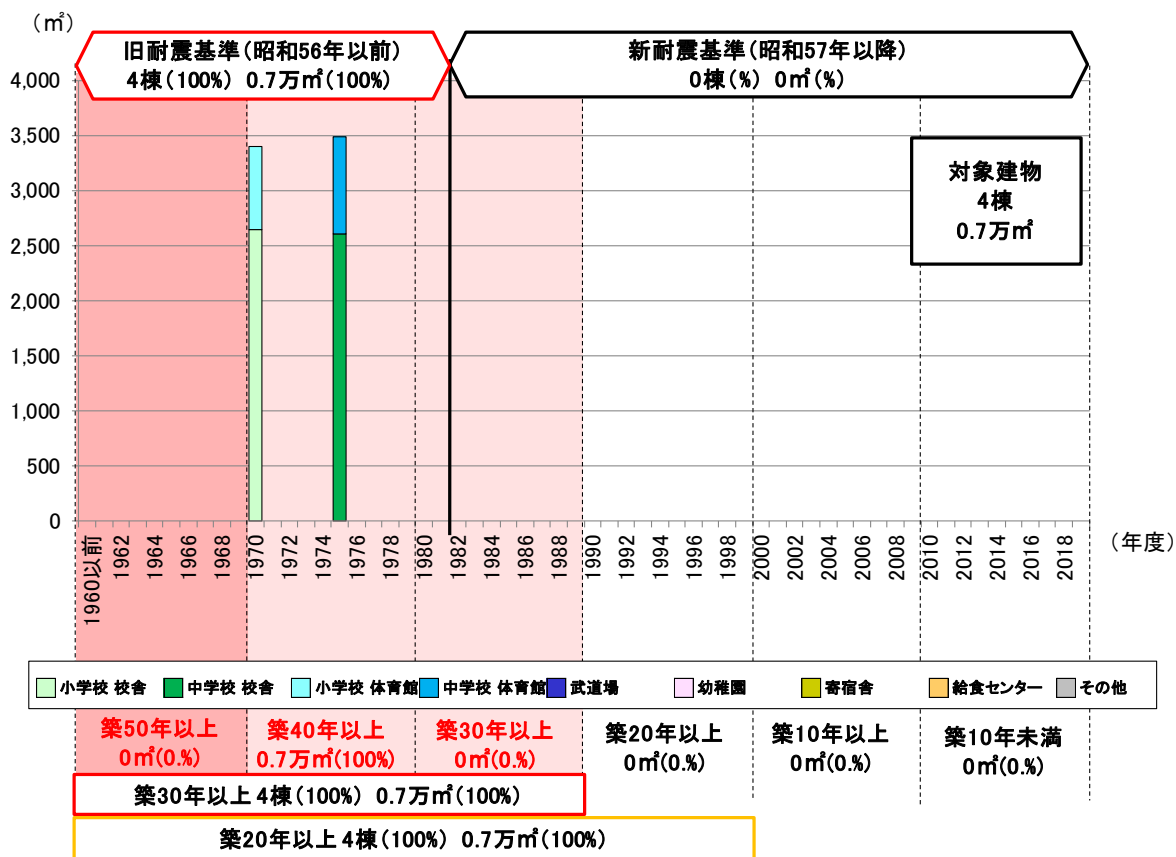 （㎡）
旧耐震基準（昭和56年以前）
4棟（100%） 0.7万㎡（100%）
新耐震基準（昭和57年以降）
0棟（%） 0㎡（%）
4,000
3,500
3,000
2,500
2,000
1,500
1,000
500
0
対象建物
4棟
0.7万㎡
1960以前
1962
1964
1966
1968
1970
1972
1974
1976
1978
1980
1982
1984
1986
1988
1990
1992
1994
1996
1998
2000
2002
2004
2006
2008
2010
2012
2014
2016
2018
（年度）
小学校 校舎 中学校 校舎 小学校 体育館 中学校 体育館 武道場 幼稚園 寄宿舎 給食センター その他
築50年以上
0㎡（0.%）
築40年以上
0.7万㎡（100%）
築30年以上
0㎡（0.%）
築20年以上
0㎡（0.%）
築10年以上
0㎡（0.%）
築10年未満
0㎡（0.%）
築30年以上 4棟（100%） 0.7万㎡（100%）
築20年以上 4棟（100%） 0.7万㎡（100%）